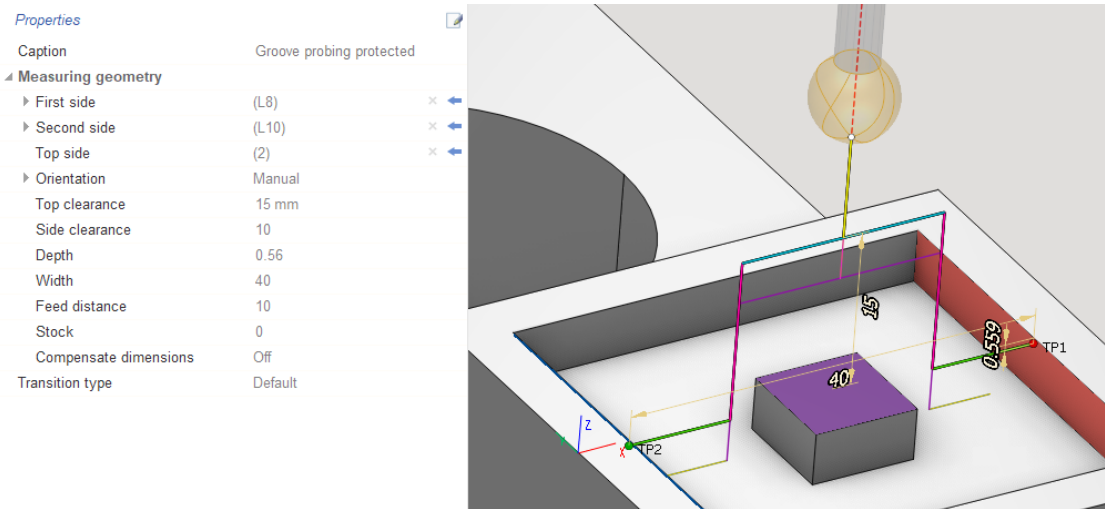 Properties
Caption Groove probing protected
Measuring geometry
First side (L8)
Second side (L10)
Top side (2)
Orientation Manual
Top clearance 15 mm
Side clearance 10
Depth 0.56
Width 40
Feed distance 10
Stock 0
Compensate dimensions Off
Transition type Default
15
0.559
TP1
40
Z
X
TP2